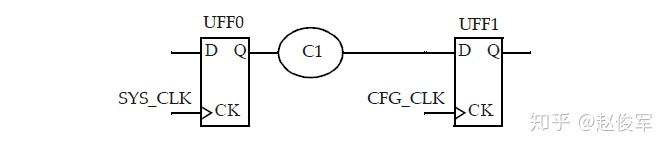 UFF0
UFF1
D Q
C1
D Q
SYS_CLK
CK
CFG_CLK
CK
知乎 @赵俊军